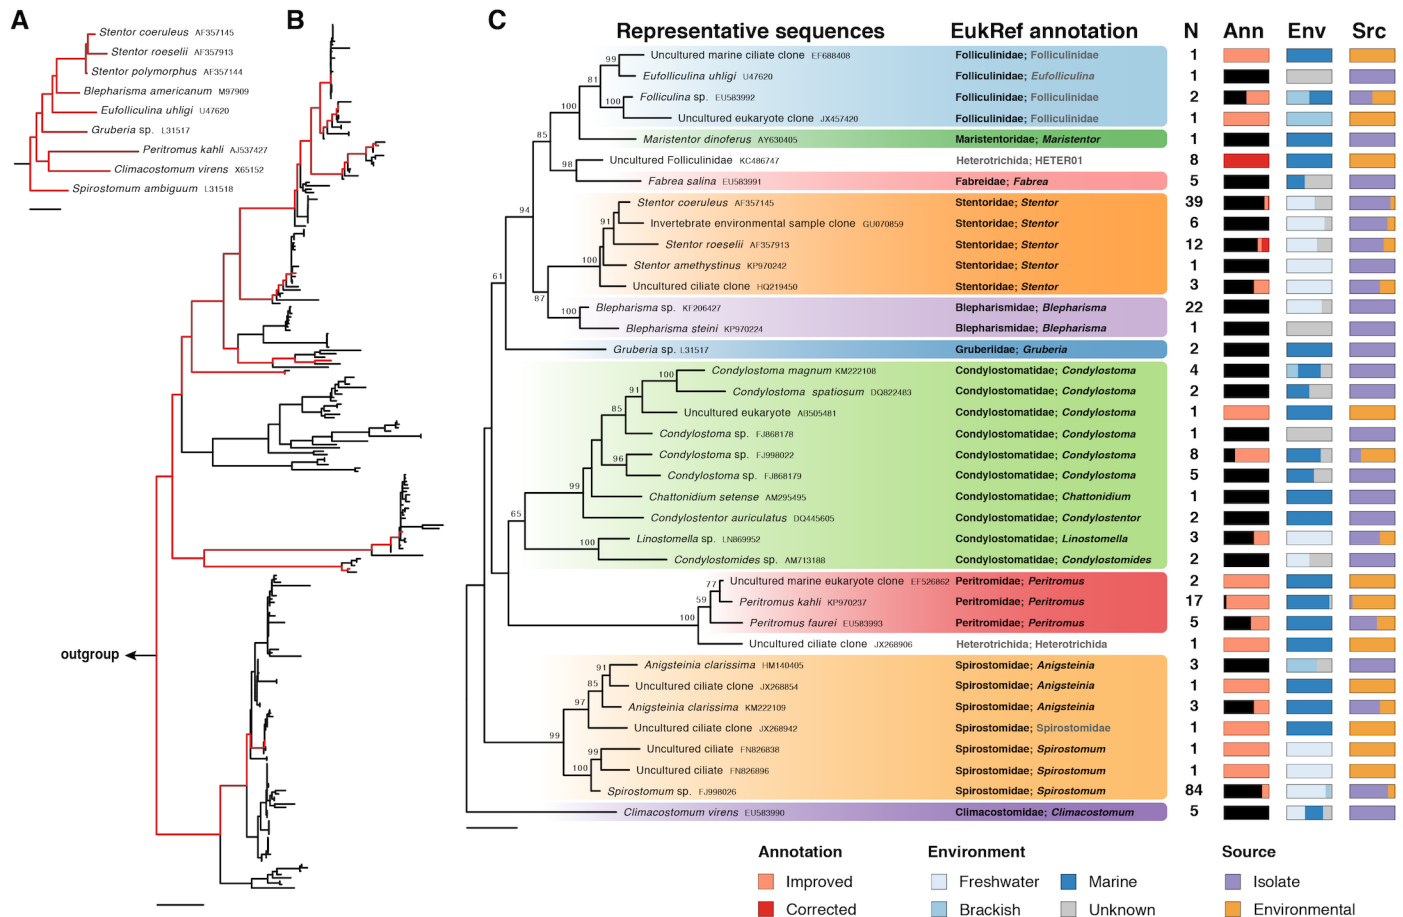 A
B
C
Stentor coeruleus AF357145
Stentor roeselii AF357913
Stentor polymorphus AF357144
Blepharisma americanum M97909
Eufolliculina uhligi U47620
Gruberia sp. L31517
Peritromus kahli AJ537427
Climacostomum virens X65152
Spirostomum ambiguum L31518
outgroup
Representative sequences EukRef annotation N Ann Env Src
99 Uncultured marine ciliate clone EF688408 Folliculinidae; Folliculinidae 1
81 Eufolliculina uhligi U47620 Folliculinidae; Eufolliculina 1
100 100 Folliculina sp. EU583992 Folliculinidae; Folliculinidae 2
Uncultured eukaryote clone JX457420 Folliculinidae; Folliculinidae 1
85 Maristentor dinoferus AY630405 Maristentoridae; Maristentor 1
98 Uncultured Folliculinidae KC486747 Heterotrichida; HETER01 8
Fabrea salina EU583991 Fabreidae; Fabrea 5
94 Stentor coeruleus AF357145 Stentoridae; Stentor 39
91 Invertebrate environmental sample clone GU070859 Stentoridae; Stentor 6
Stentor roeselii AF357913 Stentoridae; Stentor 12
100 Stentor amethystinus KP970242 Stentoridae; Stentor 1
61 Uncultured ciliate clone HQ219450 Stentoridae; Stentor 3
87 100 Blepharisma sp. KF206427 Blepharismidae; Blepharisma 22
Blepharisma steini KP970224 Blepharismidae; Blepharisma 1
Gruberia sp. L31517 Gruberiidae; Gruberia 2
100 Condylostoma magnum KM222108 Condylostomatidae; Condylostoma 4
91 Condylostoma spatiosum DQ822483 Condylostomatidae; Condylostoma 2
85 Uncultured eukaryote AB505481 Condylostomatidae; Condylostoma 1
Condylostoma sp. FJ868178 Condylostomatidae; Condylostoma 1
96 Condylostoma sp. FJ998022 Condylostomatidae; Condylostoma 8
Condylostoma sp. FJ868179 Condylostomatidae; Condylostoma 5
99 Chattonidium setense AM295495 Condylostomatidae; Chattonidium 1
65 Condylostentor auriculatus DQ445605 Condylostomatidae; Condylostentor 2
100 Linostomella sp. LN869952 Condylostomatidae; Linostomella 3
Condylostomides sp. AM713188 Condylostomatidae; Condylostomides 2
77 Uncultured marine eukaryote clone EF526862 Peritromidae; Peritromus 2
59 Peritromus kahli KP970237 Peritromidae; Peritromus 17
100 Peritromus faurei EU583993 Peritromidae; Peritromus 5
Uncultured ciliate clone JX268906 Heterotrichida; Heterotrichida 1
91 Anigsteinia clarissima HM140405 Spirostomidae; Anigsteinia 3
85 Uncultured ciliate clone JX268854 Spirostomidae; Anigsteinia 1
97 Anigsteinia clarissima KM222109 Spirostomidae; Anigsteinia 3
Uncultured ciliate clone JX268942 Spirostomidae; Spirostomidae 1
99 99 Uncultured ciliate FN826838 Spirostomidae; Spirostomum 1
100 Uncultured ciliate FN826896 Spirostomidae; Spirostomum 1
Spirostomum sp. FJ998026 Spirostomidae; Spirostomum 84
Climacostomum virens EU583990 Climacostomidae; Climacostomum 5
Annotation Environment Source
Improved Freshwater Marine Isolate
Corrected Brackish Unknown Environmental